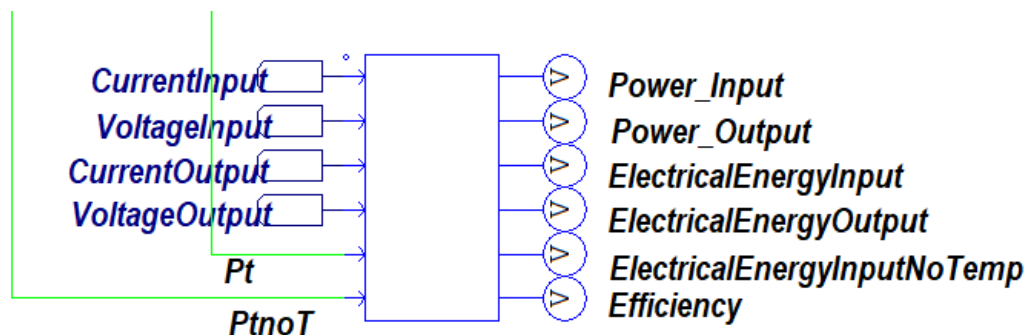 CurrentInput
VoltageInput
CurrentOutput
VoltageOutput
Pt
PtnoT
Power_Input
Power_Output
ElectricalEnergyInput
ElectricalEnergyOutput
ElectricalEnergyInputNoTemp
Efficiency
V
V
V
V
V
V